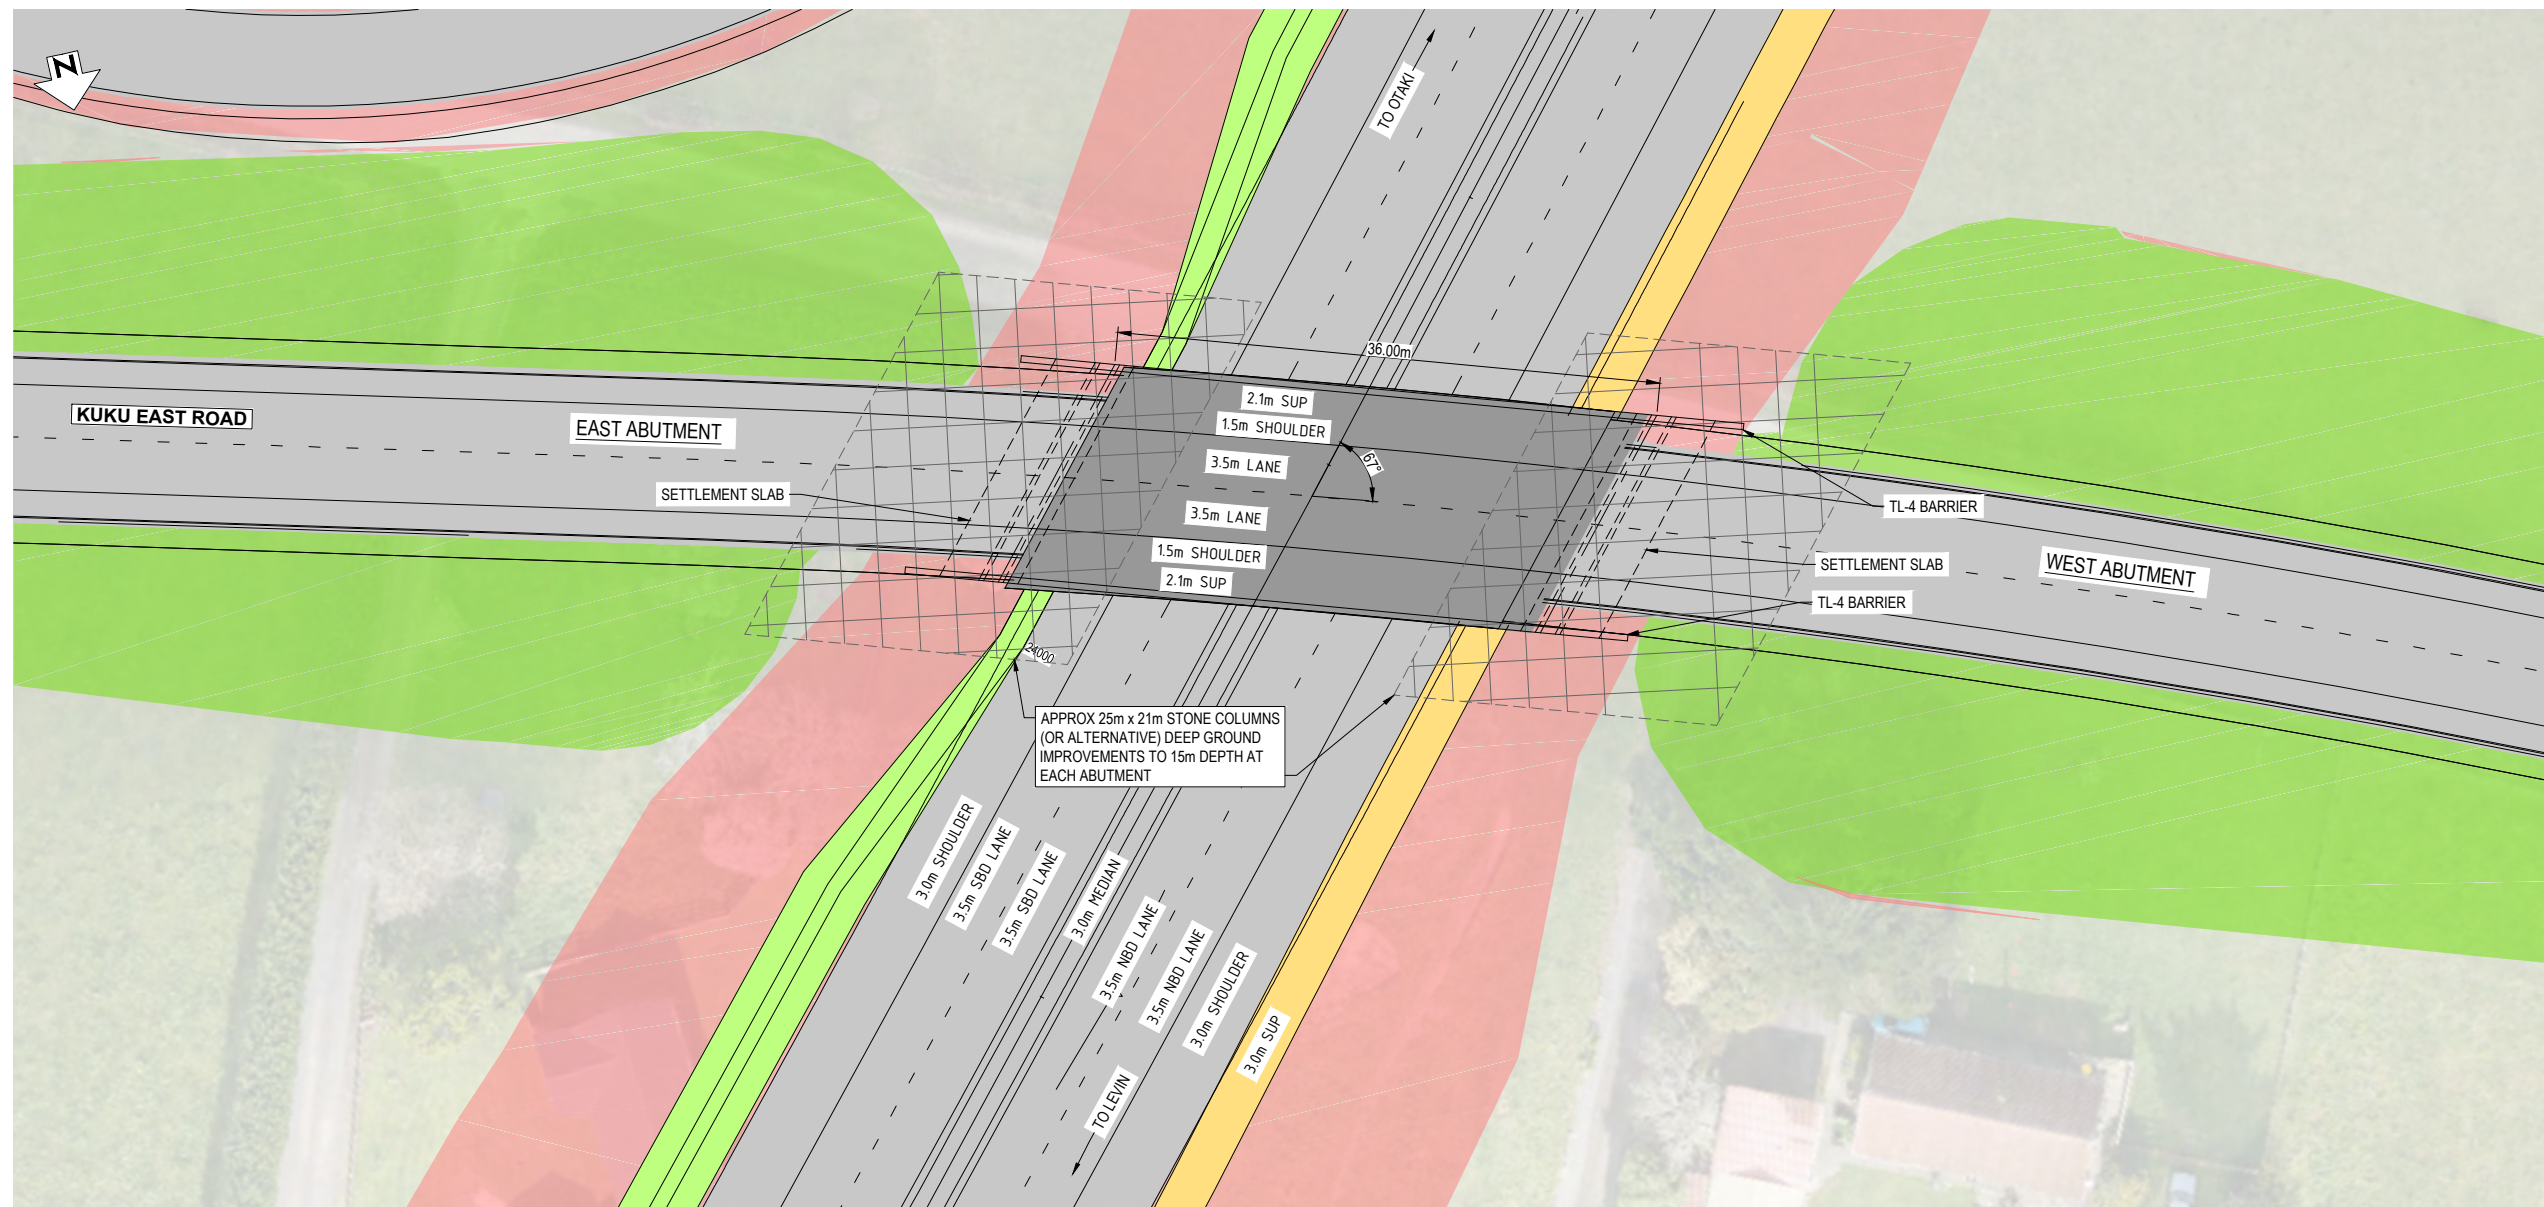 N
TO OTAKI
36.00m
2.1m SUP
1.5m SHOULDER
3.5m LANE
67°
3.5m LANE
1.5m SHOULDER
2.1m SUP
KUKU EAST ROAD
EAST ABUTMENT
SETTLEMENT SLAB
TL-4 BARRIER
SETTLEMENT SLAB
WEST ABUTMENT
TL-4 BARRIER
24000
APPROX 25m x 21m STONE COLUMNS
(OR ALTERNATIVE) DEEP GROUND
IMPROVEMENTS TO 15m DEPTH AT
EACH ABUTMENT
3.0m SHOULDER
3.5m SBD LANE
3.5m SBD LANE
3.0m MEDIAN
3.5m NBD LANE
3.5m NBD LANE
3.0m SHOULDER
3.0m SUP
TO LEVIN